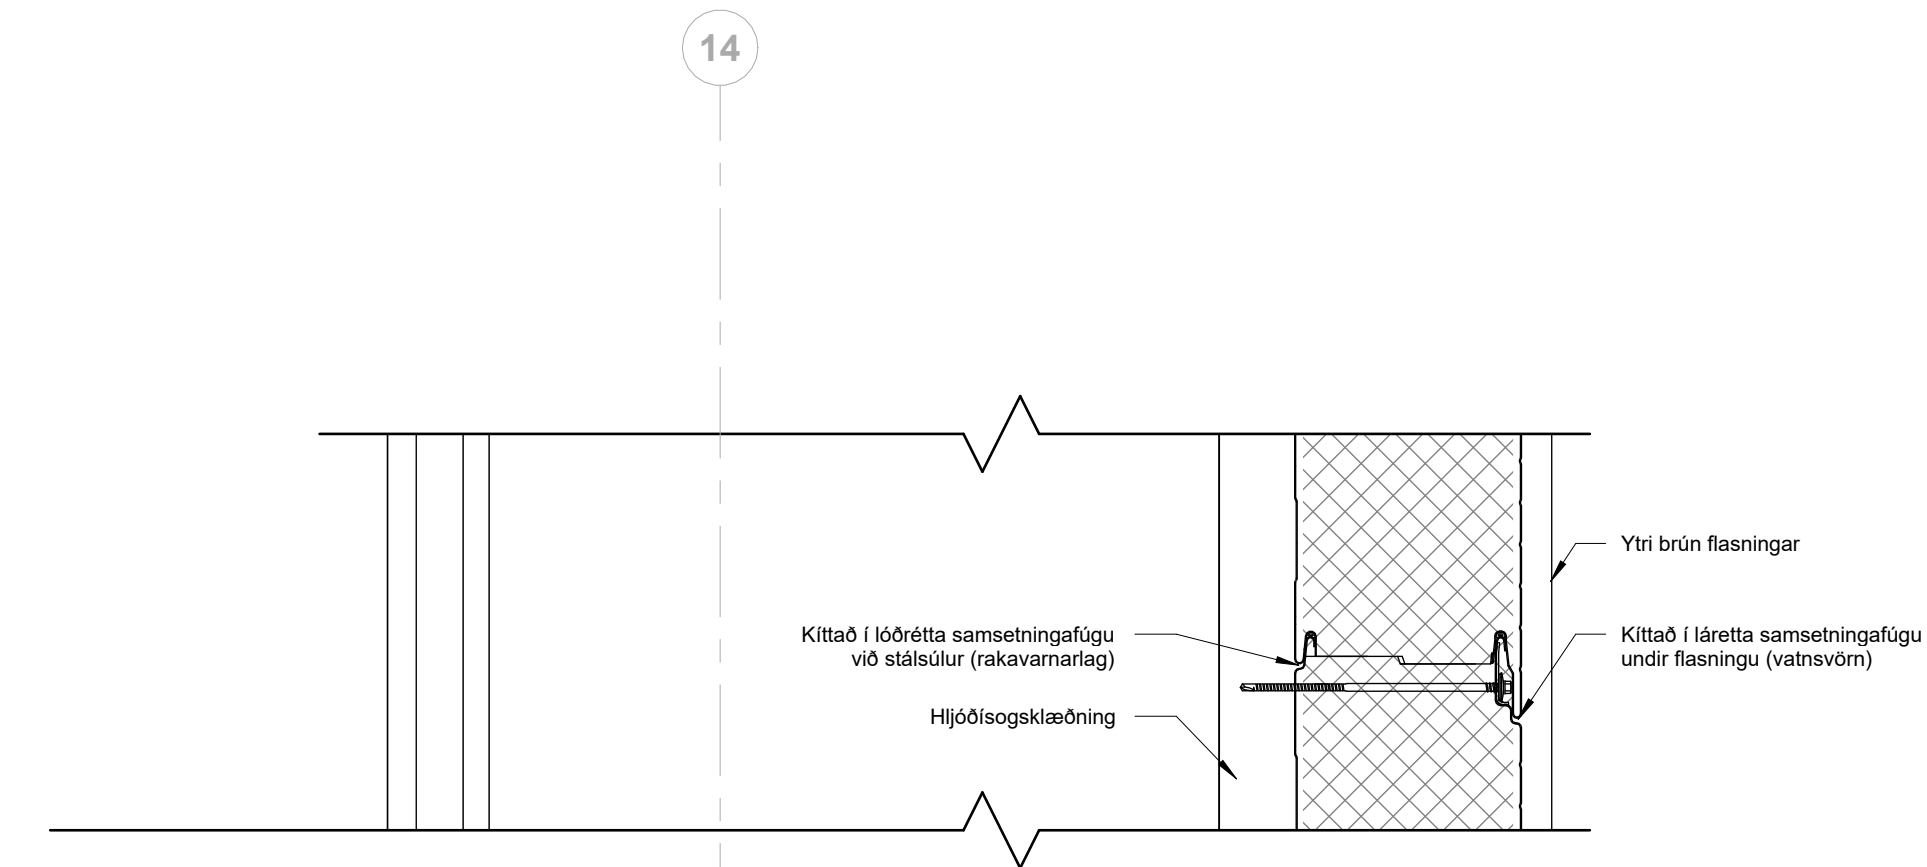 14
Ytri brún flasningar
Kíttað í lóðrétta samsetningafúgu
við stálsúlur (rakavarnarlag)
Kíttað í láretta samsetningafúgu
undir flasningu (vatnsvörn)
Hljóðísogsklæðning